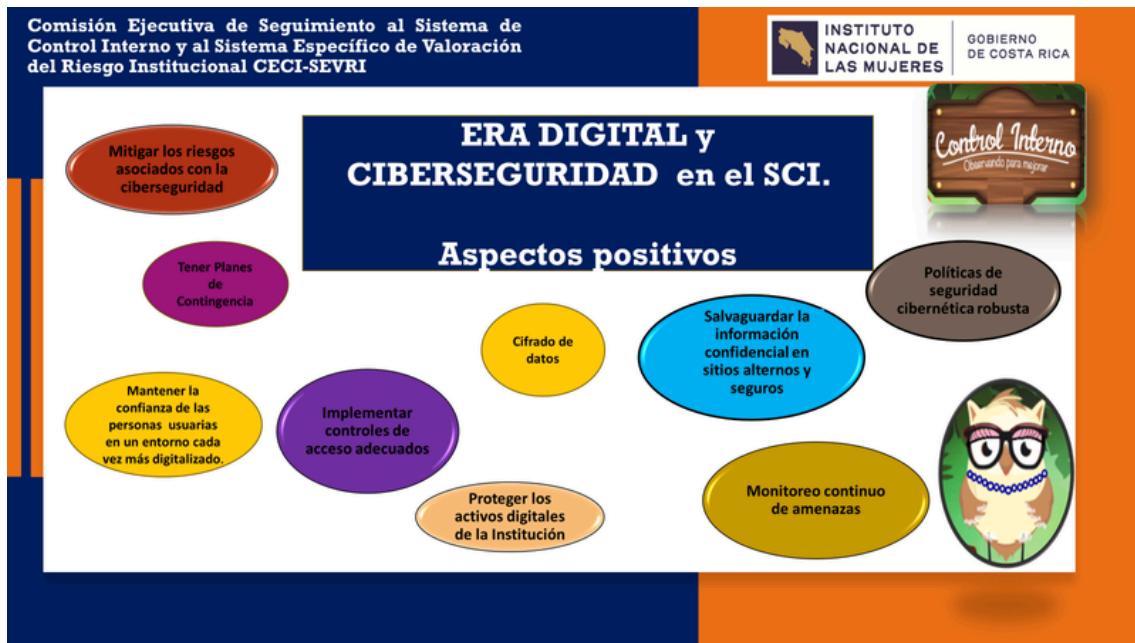 Comisión Ejecutiva de Seguimiento al Sistema de
Control Interno y al Sistema Específico de Valoración
del Riesgo Institucional CECI-SEVRI
INSTITUTO
NACIONAL DE
LAS MUJERES
GOBIERNO
DE COSTA RICA
Control Interno
Observando para mejorar
ERA DIGITAL y
CIBERSEGURIDAD en el SCI.
Aspectos positivos
Mitigar los riesgos
asociados con la
ciberseguridad
Tener Planes
de
Contingencia
Políticas de
seguridad
cibernética robusta
Cifrado de
datos
Salvaguardar la
información
confidencial en
sitios alternos y
seguros
Mantener la
confianza de las
personas usuarias
en un entorno cada
vez más digitalizado.
Implementar
controles de
acceso adecuados
Proteger los
activos digitales
de la Institución
Monitoreo continuo
de amenazas